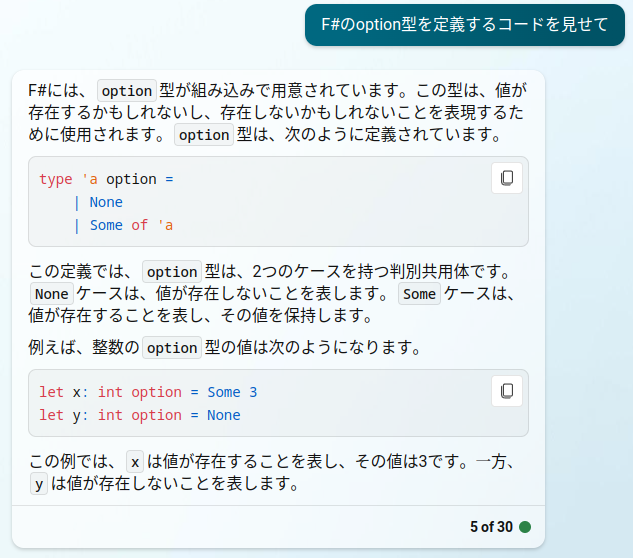 F#のoption型を定義するコードを見せて
F#には、 option 型が組み込みで用意されています。この型は、値が
存在するかもしれないし、存在しないかもしれないことを表現するた
めに使用されます。 option 型は、次のように定義されています。
type 'a option =
    | None
    | Some of 'a
この定義では、 option 型は、2つのケースを持つ判別共用体です。
None ケースは、値が存在しないことを表します。 Some ケースは、
値が存在することを表し、その値を保持します。
例えば、整数の option 型の値は次のようになります。
let x: int option = Some 3
let y: int option = None
この例では、 x は値が存在することを表し、その値は3です。一方、
y は値が存在しないことを表します。
5 of 30